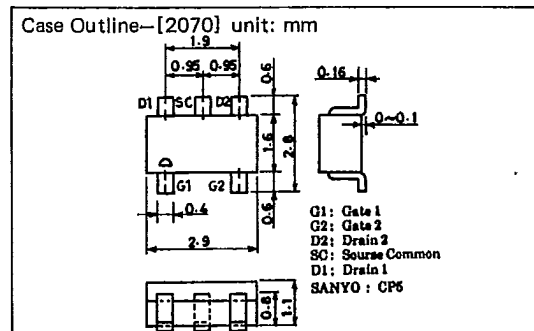 Case Outline—[2070] unit: mm
1.9
0.95 0.95
0.6
0.16
D1 SC D2
0~0.1
1.6
2.8
G1 G2
0.4
0.6
2.9
G1: Gate 1
G2: Gate 2
D2: Drain 2
SC: Sourse Common
D1: Drain 1
SANYO : CP5
0.8
1.1